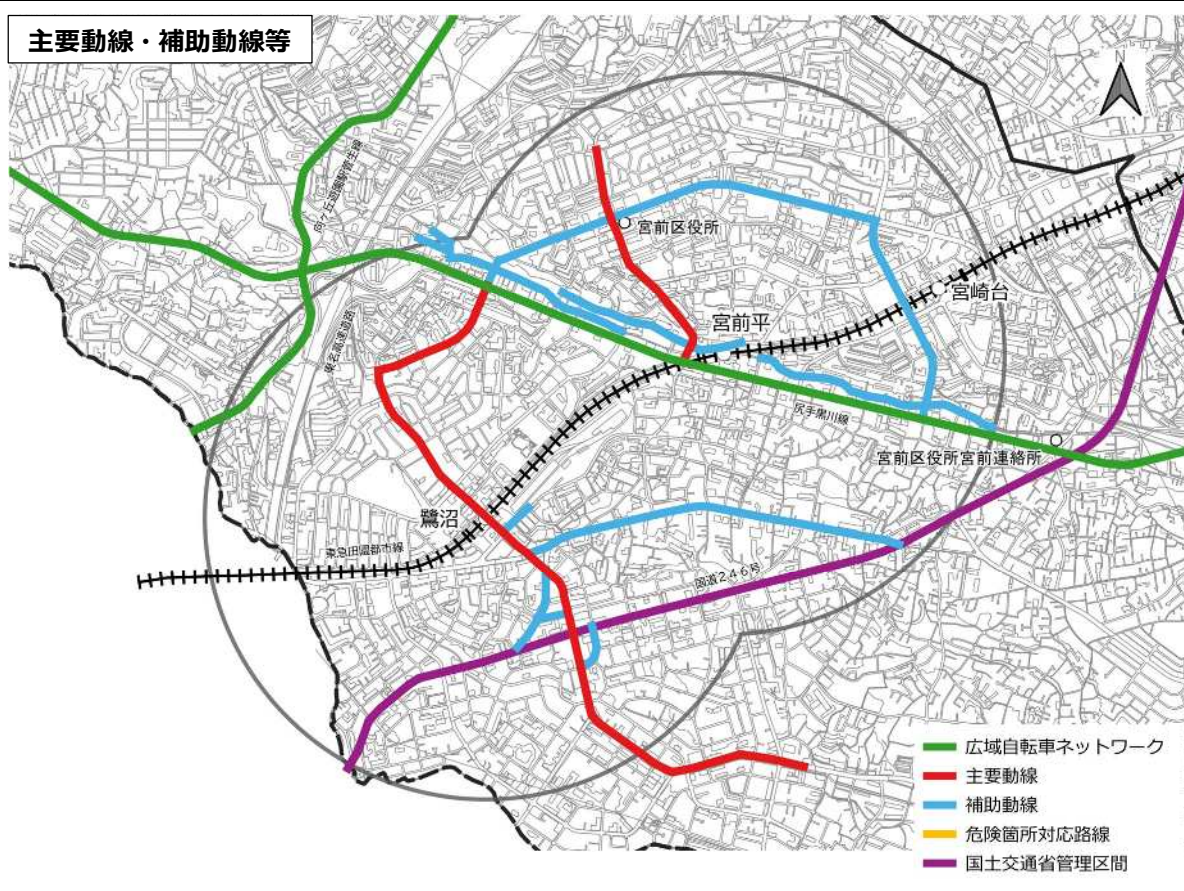 主要動線・補助動線等
N
向ヶ丘遊園駅菅生線
宮前区役所
宮崎台
宮前平
東名高速道路
尻手黒川線
宮前区役所宮前連絡所
鷺沼
東急田園都市線
国道246号
広域自転車ネットワーク
主要動線
補助動線
危険箇所対応路線
国土交通省管理区間